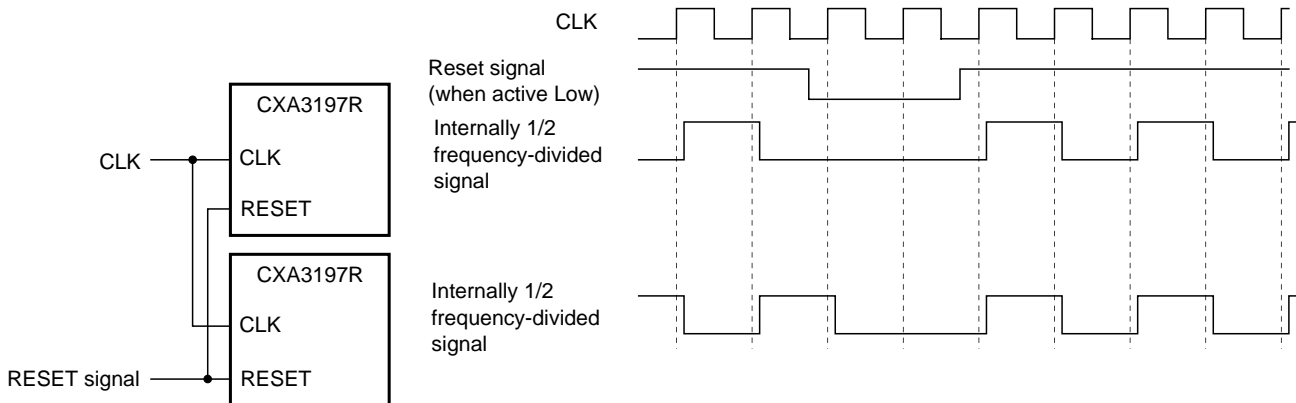 CXA3197R
CLK
CLK
RESET
CXA3197R
CLK
RESET signal
RESET
CLK
Reset signal
(when active Low)
Internally 1/2
frequency-divided
signal
Internally 1/2
frequency-divided
signal